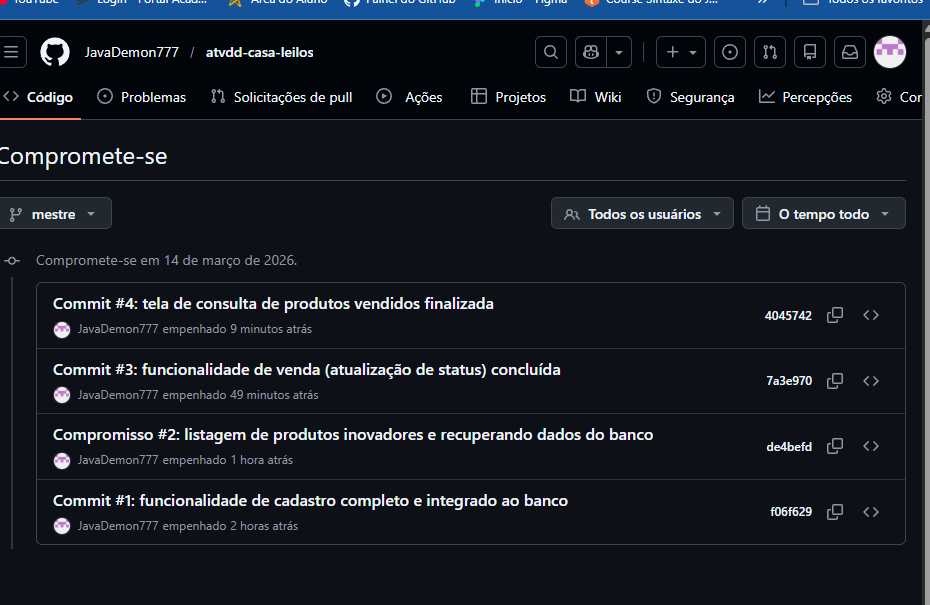 YouTube Login - Portal Acad... Área do Aluno Painel do GitHub Início - Figma Course Sintaxe do J... » Todos os favoritos
JavaDemon777 / atvdd-casa-leilos
Código Problemas Solicitações de pull Ações Projetos Wiki Segurança Percepções Con
Compromete-se
mestre Todos os usuários O tempo todo
Compromete-se em 14 de março de 2026.
Commit #4: tela de consulta de produtos vendidos finalizada
JavaDemon777 empenhado 9 minutos atrás
4045742
Commit #3: funcionalidade de venda (atualização de status) concluída
JavaDemon777 empenhado 49 minutos atrás
7a3e970
Compromisso #2: listagem de produtos inovadores e recuperando dados do banco
JavaDemon777 empenhado 1 hora atrás
de4befd
Commit #1: funcionalidade de cadastro completo e integrado ao banco
JavaDemon777 empenhado 2 horas atrás
f06f629